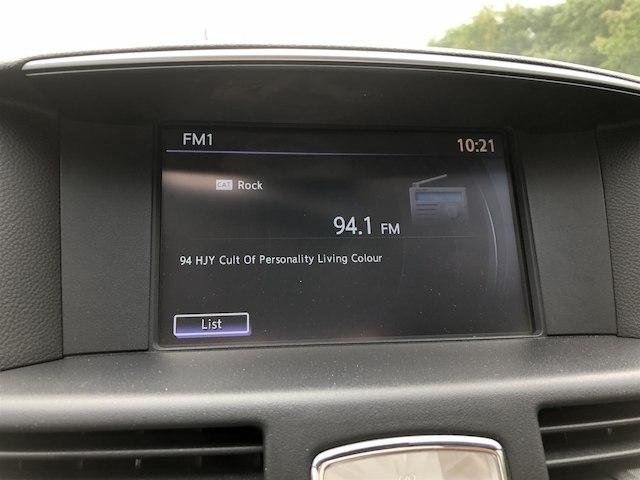 FM1 10:21
CAT Rock
94.1 FM
94 HJY Cult Of Personality Living Colour
List